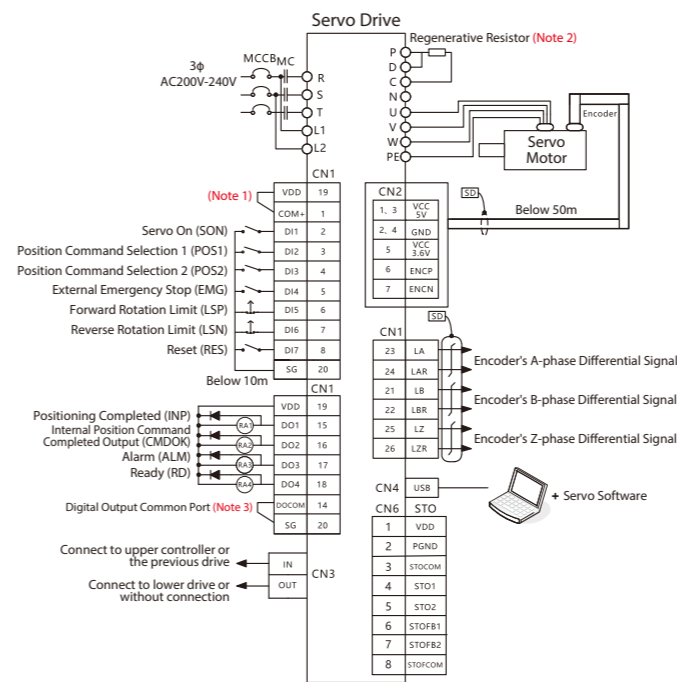 Servo Drive
3ϕ
AC200V-240V
MCCB
MC
R
S
T
L1
L2
P
D
C
N
U
V
W
PE
Regenerative Resistor (Note 2)
Encoder
Servo
Motor
CN1
(Note 1)
VDD 19
COM+ 1
Servo On (SON) DI1 2
Position Command Selection 1 (POS1) DI2 3
Position Command Selection 2 (POS2) DI3 4
External Emergency Stop (EMG) DI4 5
Forward Rotation Limit (LSP) DI5 6
Reverse Rotation Limit (LSN) DI6 7
Reset (RES) DI7 8
SG 20
Below 10m
CN2
1、3 VCC 5V
2、4 GND
5 VCC 3.6V
6 ENCP
7 ENCN
SD
Below 50m
CN1
SD
23 LA
24 LAR
Encoder's A-phase Differential Signal
21 LB
22 LBR
Encoder's B-phase Differential Signal
25 LZ
26 LZR
Encoder's Z-phase Differential Signal
CN1
VDD 19
Positioning Completed (INP) RA1 DO1 15
Internal Position Command
Completed Output (CMDOK) RA2 DO2 16
Alarm (ALM) RA3 DO3 17
Ready (RD) RA4 DO4 18
Digital Output Common Port (Note 3) DOCOM 14
SG 20
CN4 USB
+ Servo Software
CN6 STO
1 VDD
2 PGND
3 STOCOM
4 STO1
5 STO2
6 STOFB1
7 STOFB2
8 STOFCOM
Connect to upper controller or
the previous drive
IN
CN3
Connect to lower drive or
without connection
OUT